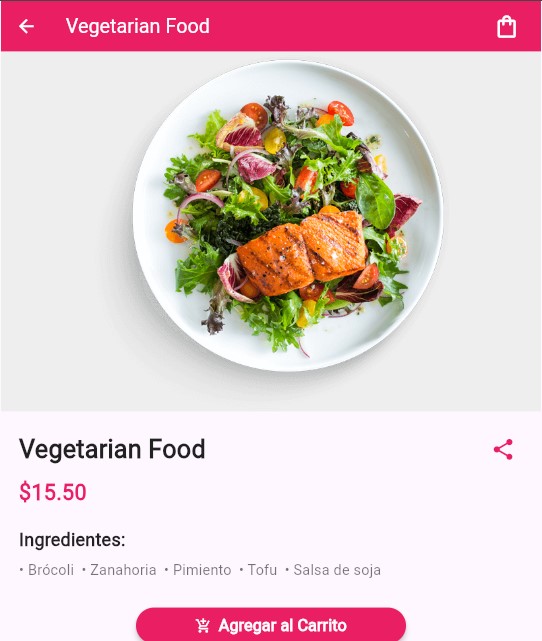 Vegetarian Food
Vegetarian Food
$15.50
Ingredientes:
• Brócoli • Zanahoria • Pimiento • Tofu • Salsa de soja
Agregar al Carrito